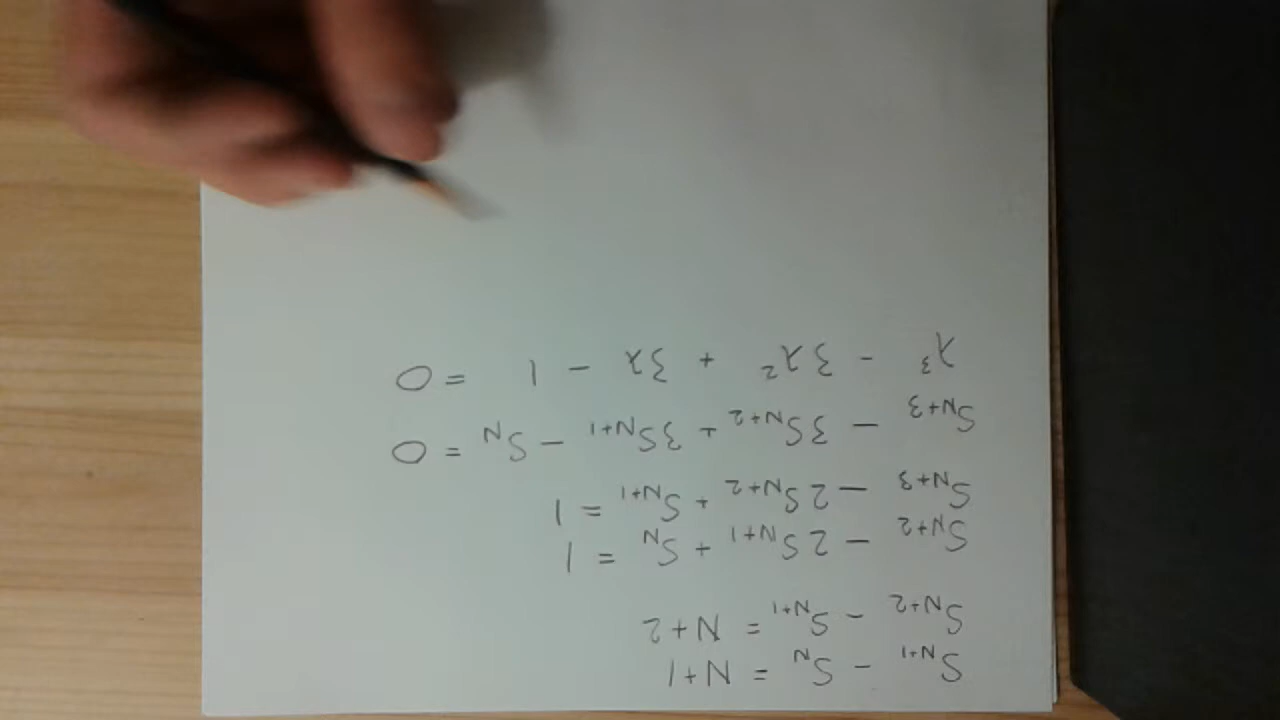 S_{N+1} - S_N = N+1
S_{N+2} - S_{N+1} = N+2
S_{N+2} - 2S_{N+1} + S_N = 1
S_{N+3} - 2S_{N+2} + S_{N+1} = 1
S_{N+3} - 3S_{N+2} + 3S_{N+1} - S_N = 0
λ³ - 3λ² + 3λ - 1 = 0